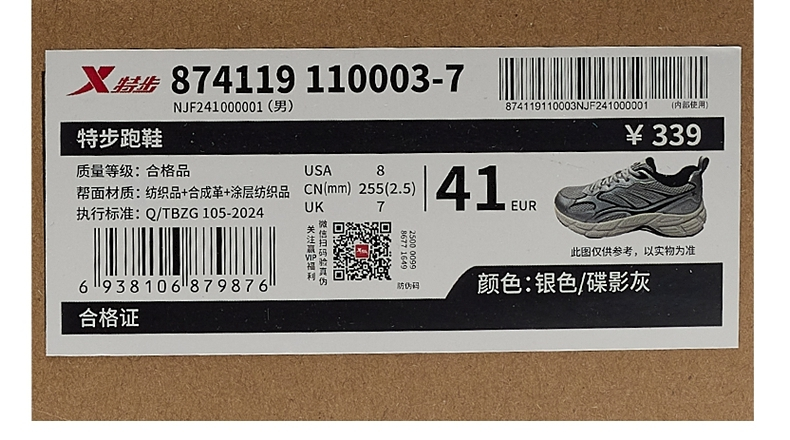 特步 874119 110003-7
NJF241000001（男）
874119110003NJF241000001 (内部使用)
特步跑鞋 ¥ 339
质量等级：合格品
帮面材质：纺织品+合成革+涂层纺织品
执行标准：Q/TBZG 105-2024
USA 8
CN(mm) 255(2.5)
UK 7
41 EUR
此图仅供参考，以实物为准
6 938106 879876
关注赢VIP福利
微信扫码验真伪
2500 0099
8677 1649
防伪码
颜色：银色/碟影灰
合格证